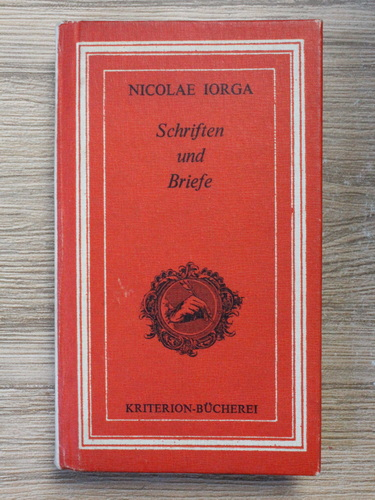 NICOLAE IORGA
Schriften
und
Briefe
KRITERION-BÜCHEREI